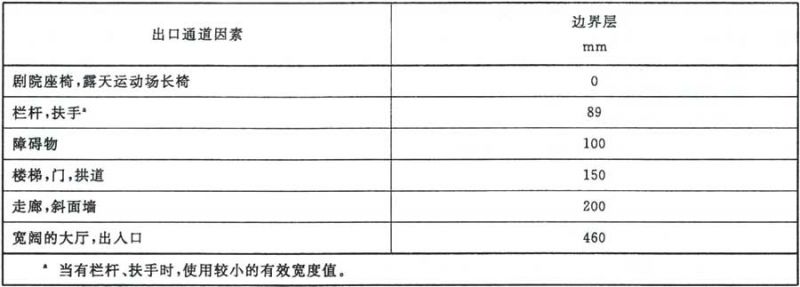 出口通道因素 边界层
mm
剧院座椅,露天运动场长椅 0
栏杆,扶手ᵃ 89
障碍物 100
楼梯,门,拱道 150
走廊,斜面墙 200
宽阔的大厅,出人口 460
ᵃ 当有栏杆、扶手时,使用较小的有效宽度值。